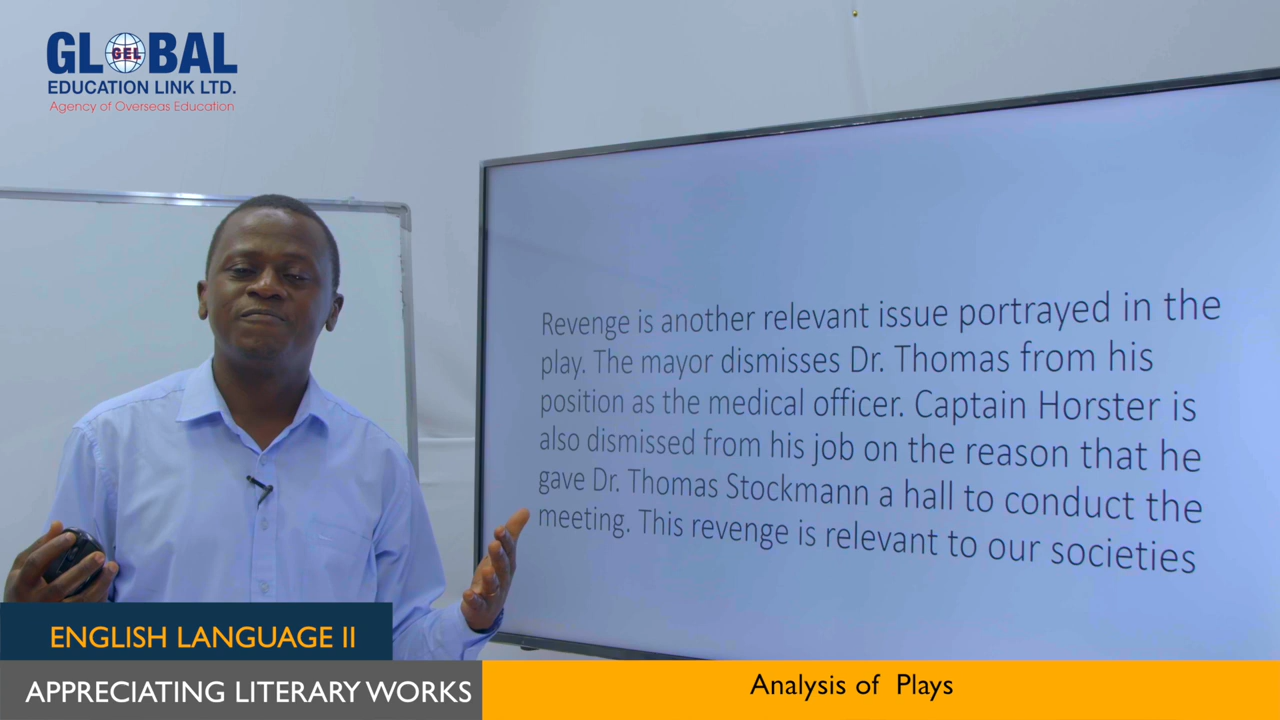 GLOBAL
GEL
EDUCATION LINK LTD.
Agency of Overseas Education
Revenge is another relevant issue portrayed in the
play. The mayor dismisses Dr. Thomas from his
position as the medical officer. Captain Horster is
also dismissed from his job on the reason that he
gave Dr. Thomas Stockmann a hall to conduct the
meeting. This revenge is relevant to our societies
ENGLISH LANGUAGE II
APPRECIATING LITERARY WORKS
Analysis of Plays